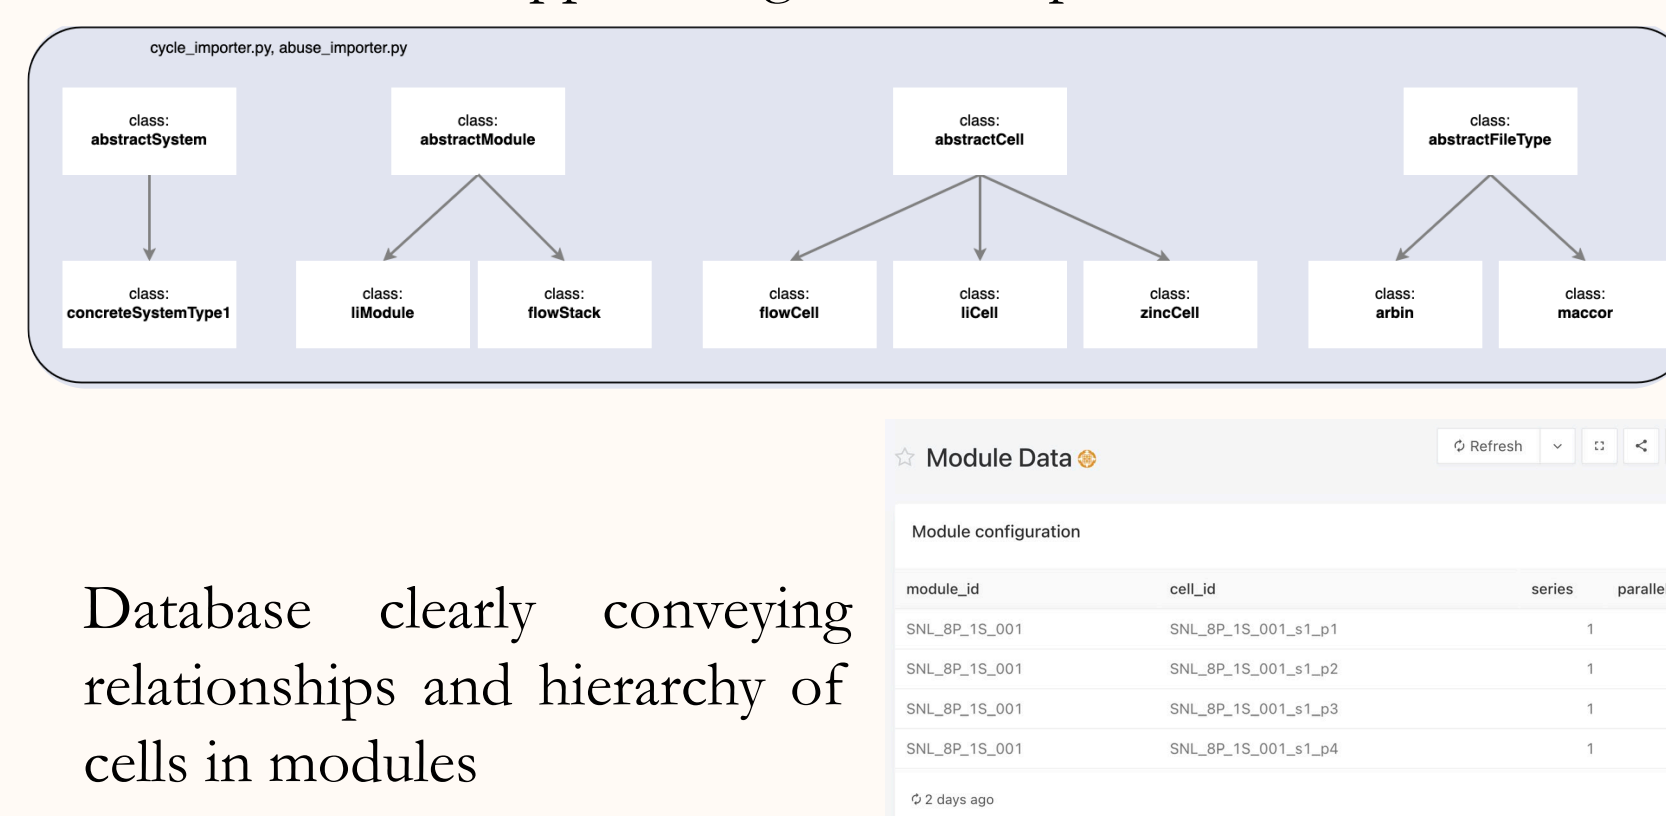 cycle_importer.py, abuse_importer.py
class:
abstractSystem
class:
abstractModule
class:
abstractCell
class:
abstractFileType
class:
concreteSystemType1
class:
liModule
class:
flowStack
class:
flowCell
class:
liCell
class:
zincCell
class:
arbin
class:
maccor
Database clearly conveying
relationships and hierarchy of
cells in modules
Module Data
Refresh
Module configuration
module_id cell_id series paralle
SNL_8P_1S_001 SNL_8P_1S_001_s1_p1 1
SNL_8P_1S_001 SNL_8P_1S_001_s1_p2 1
SNL_8P_1S_001 SNL_8P_1S_001_s1_p3 1
SNL_8P_1S_001 SNL_8P_1S_001_s1_p4 1
2 days ago